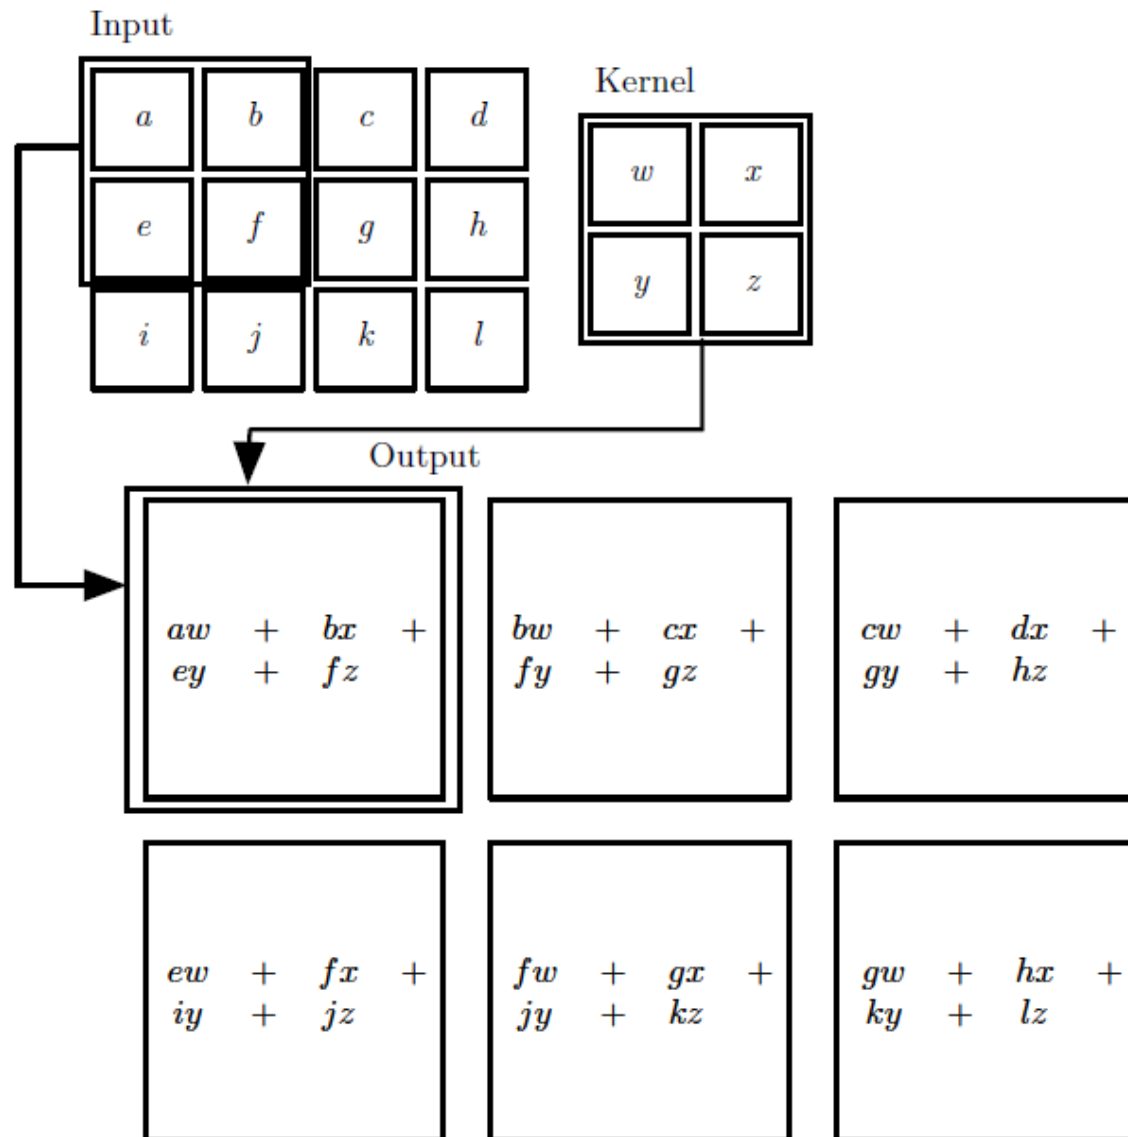 Input
Kernel
a b c d
e f g h
i j k l
w x
y z
Output
aw + bx +
ey + fz
bw + cx +
fy + gz
cw + dx +
gy + hz
ew + fx +
iy + jz
fw + gx +
jy + kz
gw + hx +
ky + lz